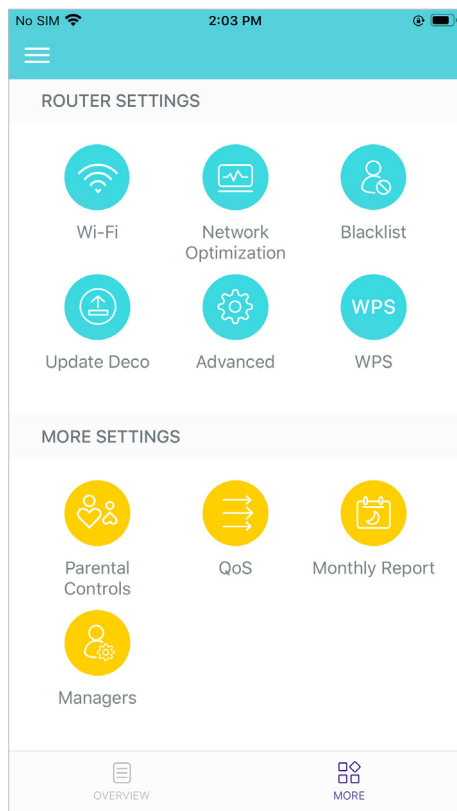 No SIM 2:03 PM
ROUTER SETTINGS
Wi-Fi
Network
Optimization
Blacklist
Update Deco
Advanced
WPS
WPS
MORE SETTINGS
Parental
Controls
QoS
Monthly Report
Managers
OVERVIEW
MORE